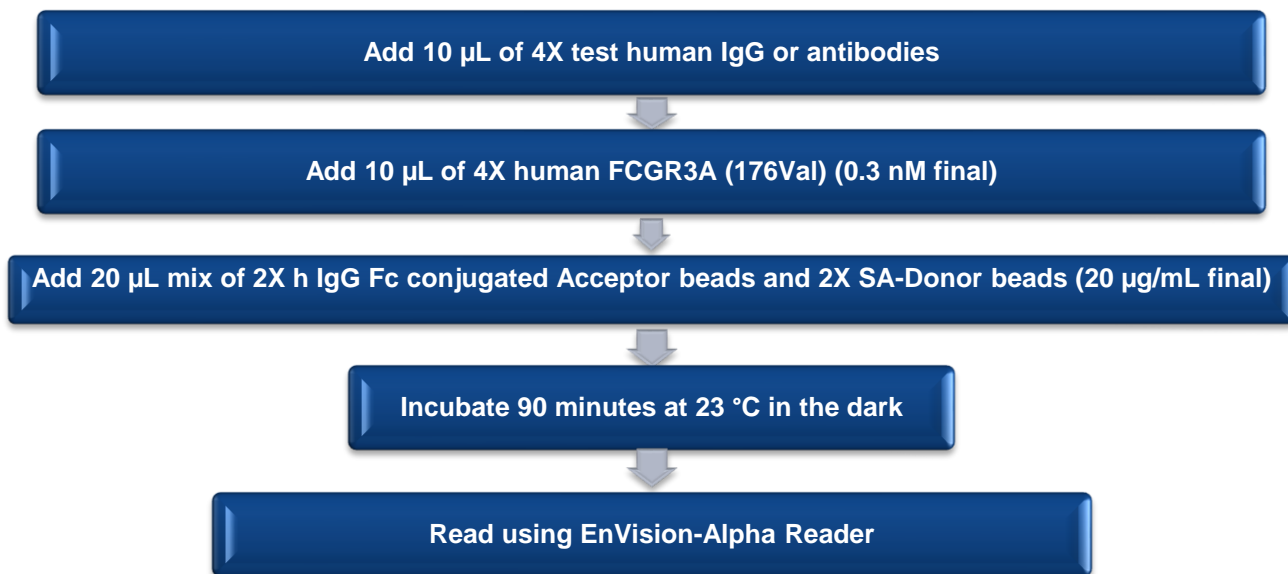 Add 10 µL of 4X test human IgG or antibodies
Add 10 µL of 4X human FCGR3A (176Val) (0.3 nM final)
Add 20 µL mix of 2X h IgG Fc conjugated Acceptor beads and 2X SA-Donor beads (20 µg/mL final)
Incubate 90 minutes at 23 °C in the dark
Read using EnVision-Alpha Reader